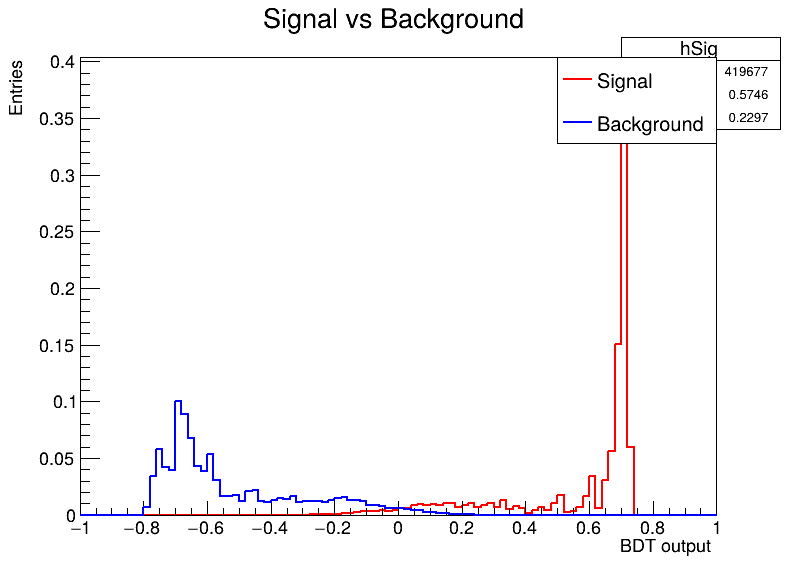 Signal vs Background
hSig
419677
0.5746
0.2297
Signal
Background
Entries
0.4
0.35
0.3
0.25
0.2
0.15
0.1
0.05
0
−1 −0.8 −0.6 −0.4 −0.2 0 0.2 0.4 0.6 0.8 1
BDT output